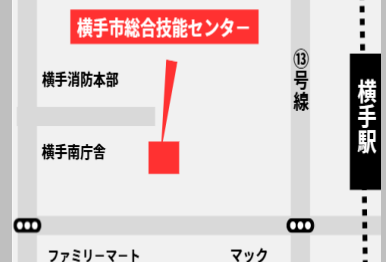 横手市総合技能センター
横手消防本部
⑬号線
横手駅
横手南庁舎
ファミリーマート
マック